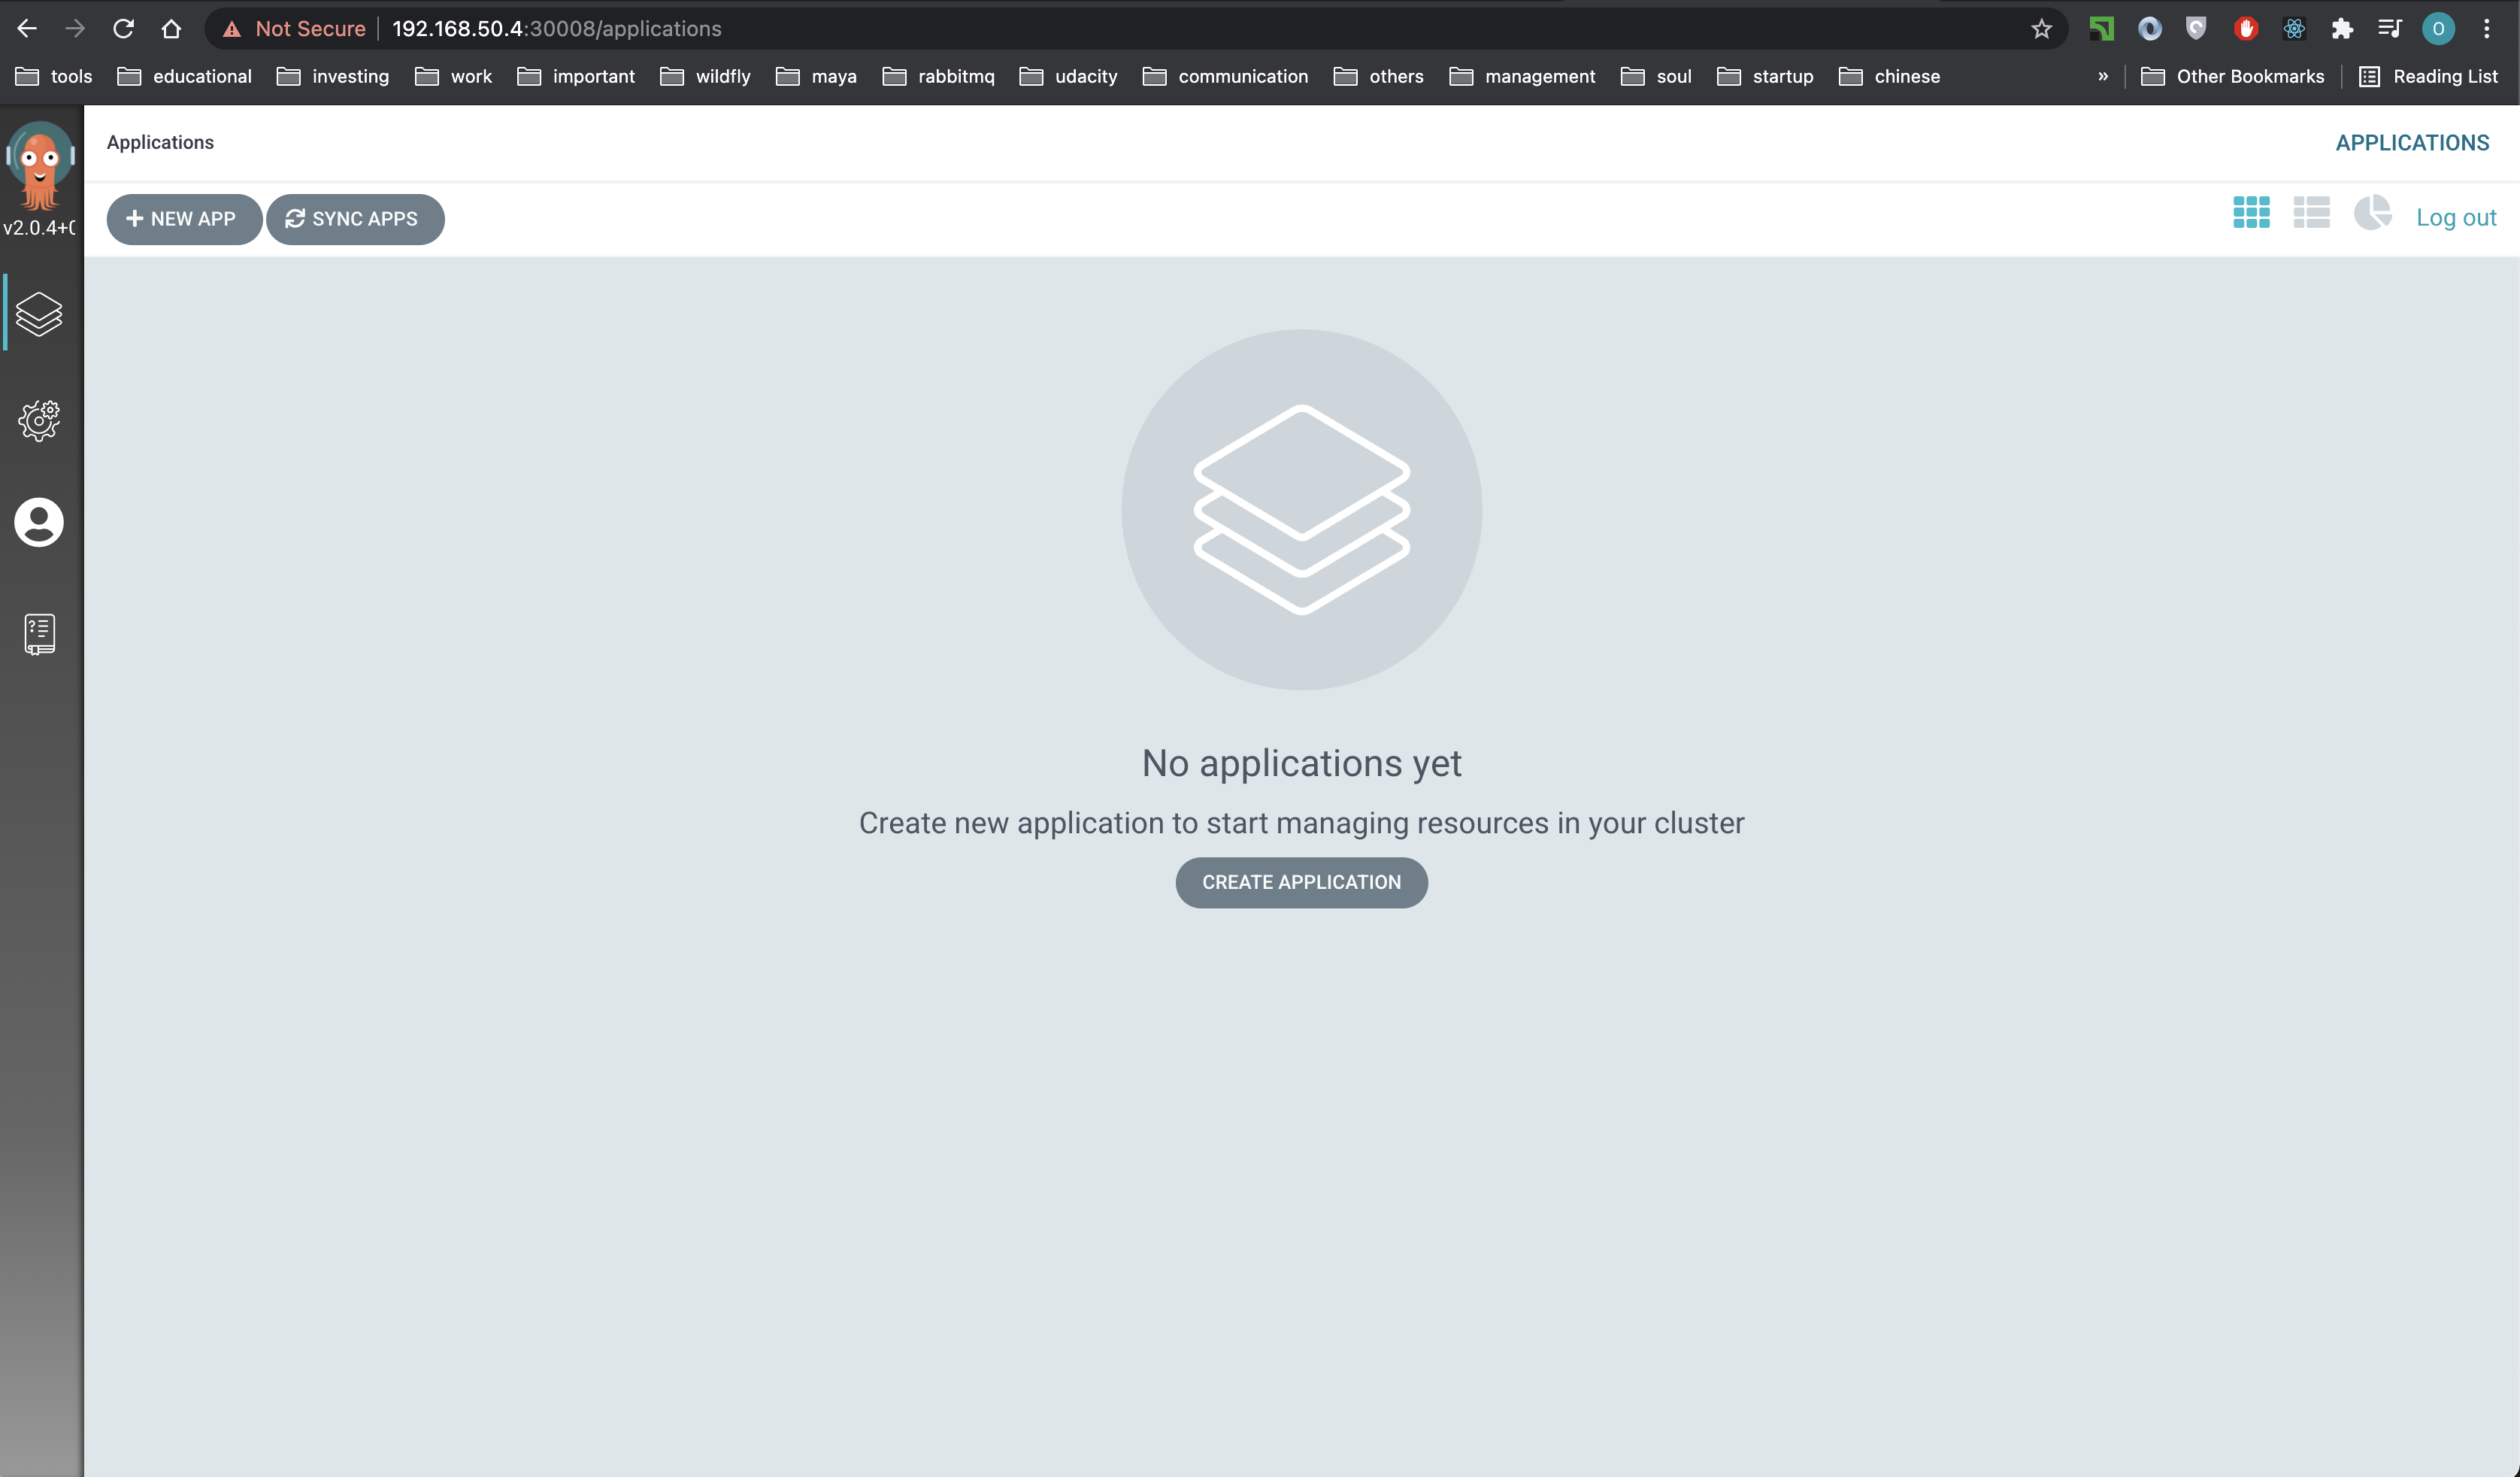 Not Secure 192.168.50.4:30008/applications O
tools educational investing work important wildfly maya rabbitmq udacity communication others management soul startup chinese » Other Bookmarks Reading List
Applications APPLICATIONS
v2.0.4+
NEW APP SYNC APPS Log out
No applications yet
Create new application to start managing resources in your cluster
CREATE APPLICATION